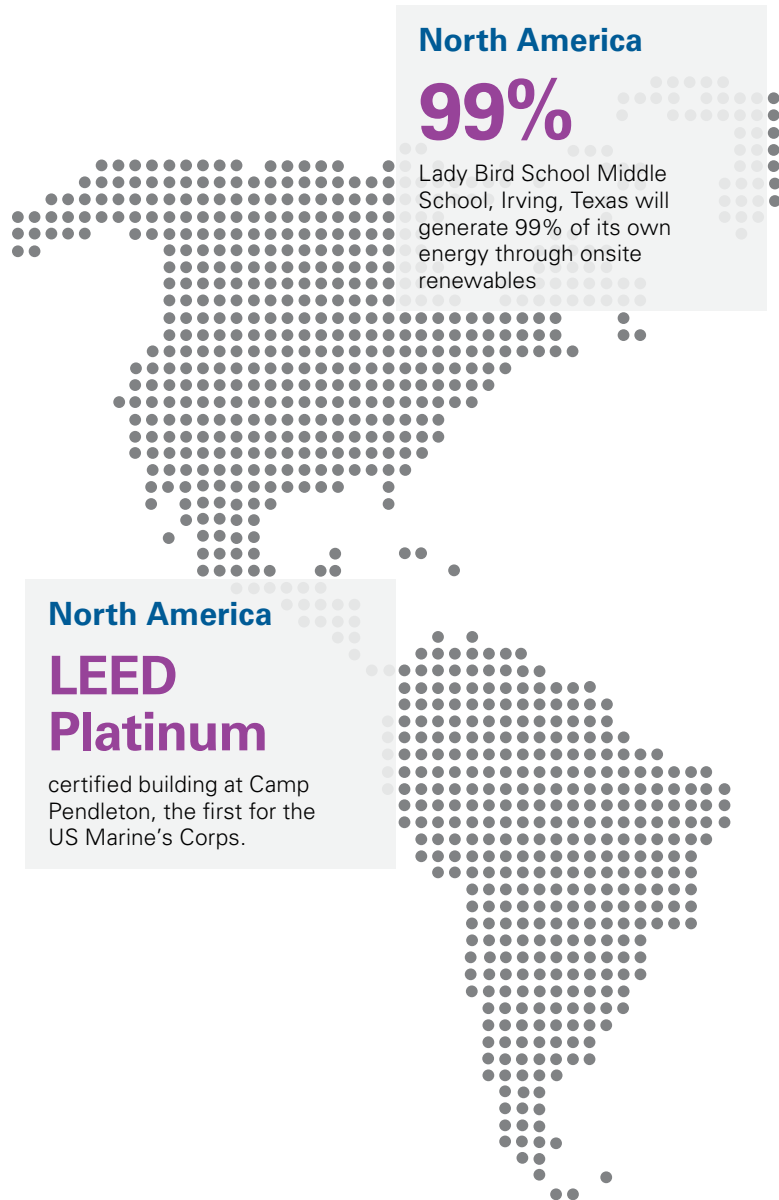 North America
99%
Lady Bird School Middle
School, Irving, Texas will
generate 99% of its own
energy through onsite
renewables
North America
LEED
Platinum
certified building at Camp
Pendleton, the first for the
US Marine’s Corps.